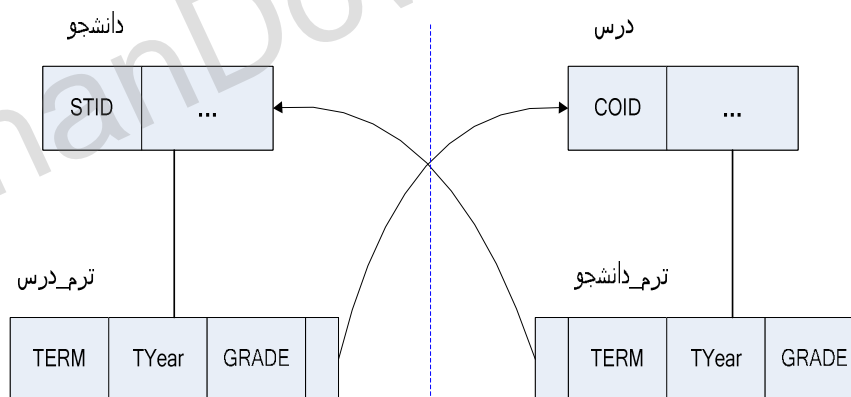 دانشجو
درس
STID ...
COID ...
ترم_درس
ترم_دانشجو
TERM TYear GRADE
TERM TYear GRADE